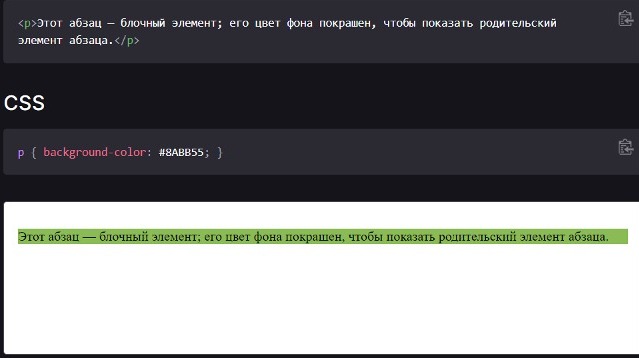 <p>Этот абзац — блочный элемент; его цвет фона покрашен, чтобы показать родительский
элемент абзаца.</p>
CSS
p { background-color: #8ABB55; }
Этот абзац — блочный элемент; его цвет фона покрашен, чтобы показать родительский элемент абзаца.